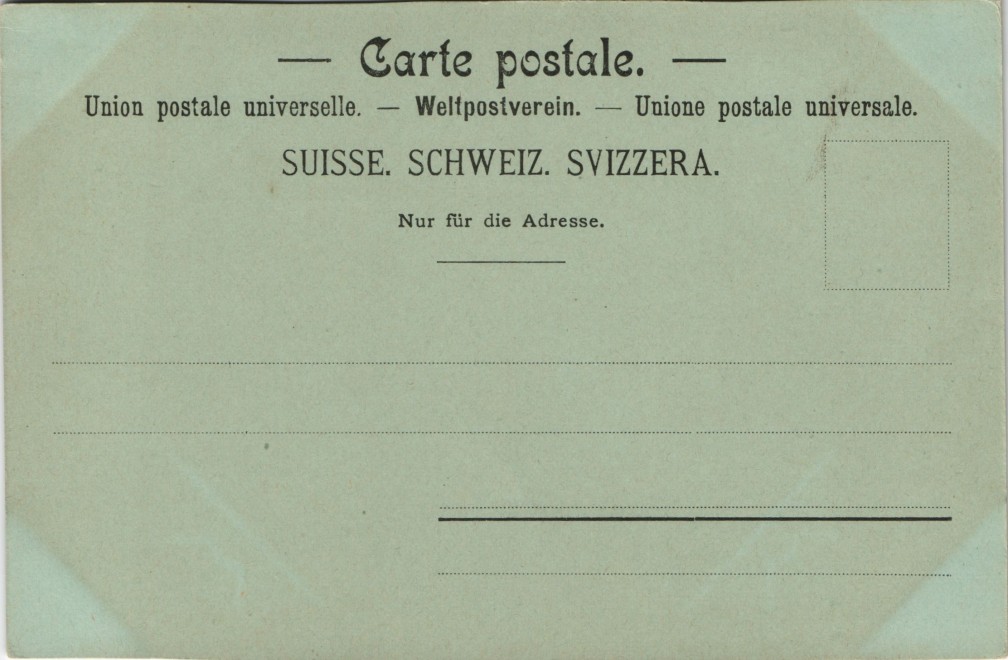 — Carte postale. —
Union postale universelle. — Weltpostverein. — Unione postale universale.
SUISSE. SCHWEIZ. SVIZZERA.
Nur für die Adresse.